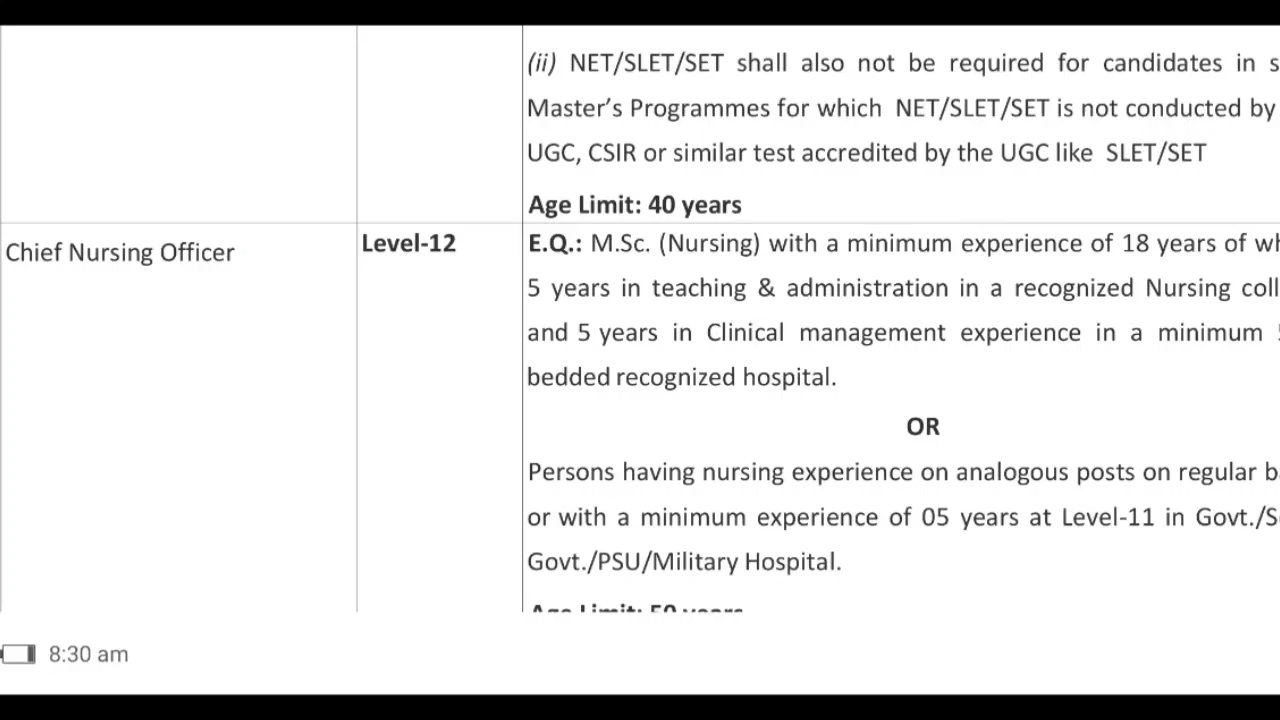 (ii) NET/SLET/SET shall also not be required for candidates in
Master's Programmes for which NET/SLET/SET is not conducted by
UGC, CSIR or similar test accredited by the UGC like SLET/SET
Age Limit: 40 years
Chief Nursing Officer
Level-12
E.Q.: M.Sc. (Nursing) with a minimum experience of 18 years of
5 years in teaching & administration in a recognized Nursing
and 5 years in Clinical management experience in a minimum
bedded recognized hospital.
OR
Persons having nursing experience on analogous posts on regular
or with a minimum experience of 05 years at Level-11 in Govt./
Govt./PSU/Military Hospital.
Age Limit: 50 years
8:30 am